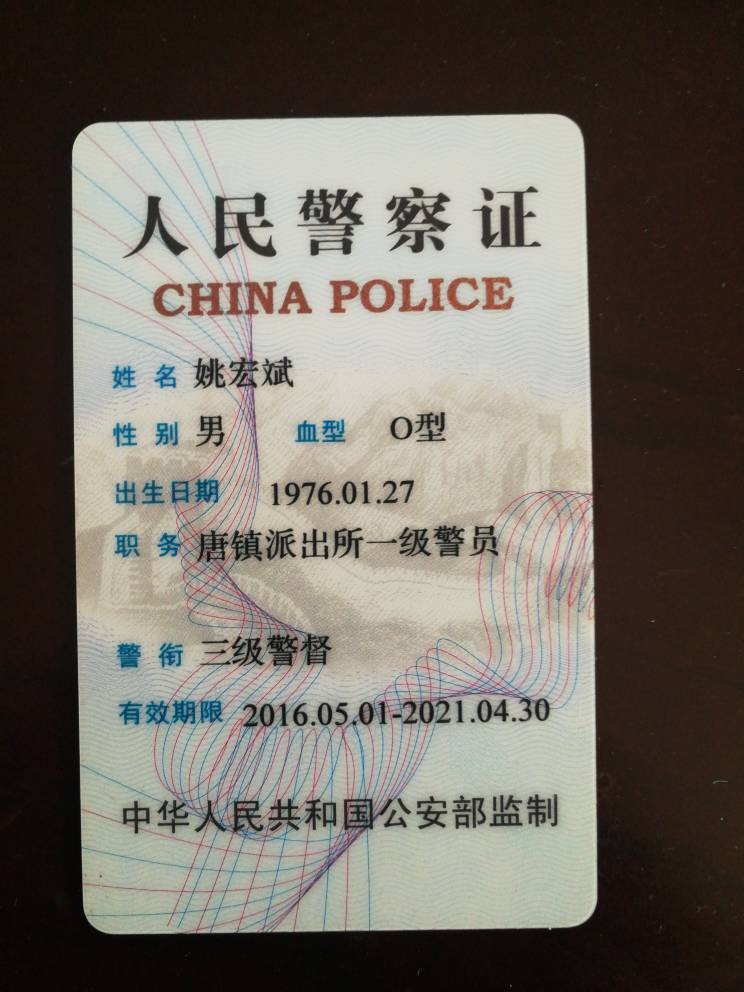 人民警察证
CHINA POLICE
姓名 姚宏斌
性别 男 血型 O型
出生日期 1976.01.27
职务 唐镇派出所一级警员
警衔 三级警督
有效期限 2016.05.01-2021.04.30
中华人民共和国公安部监制